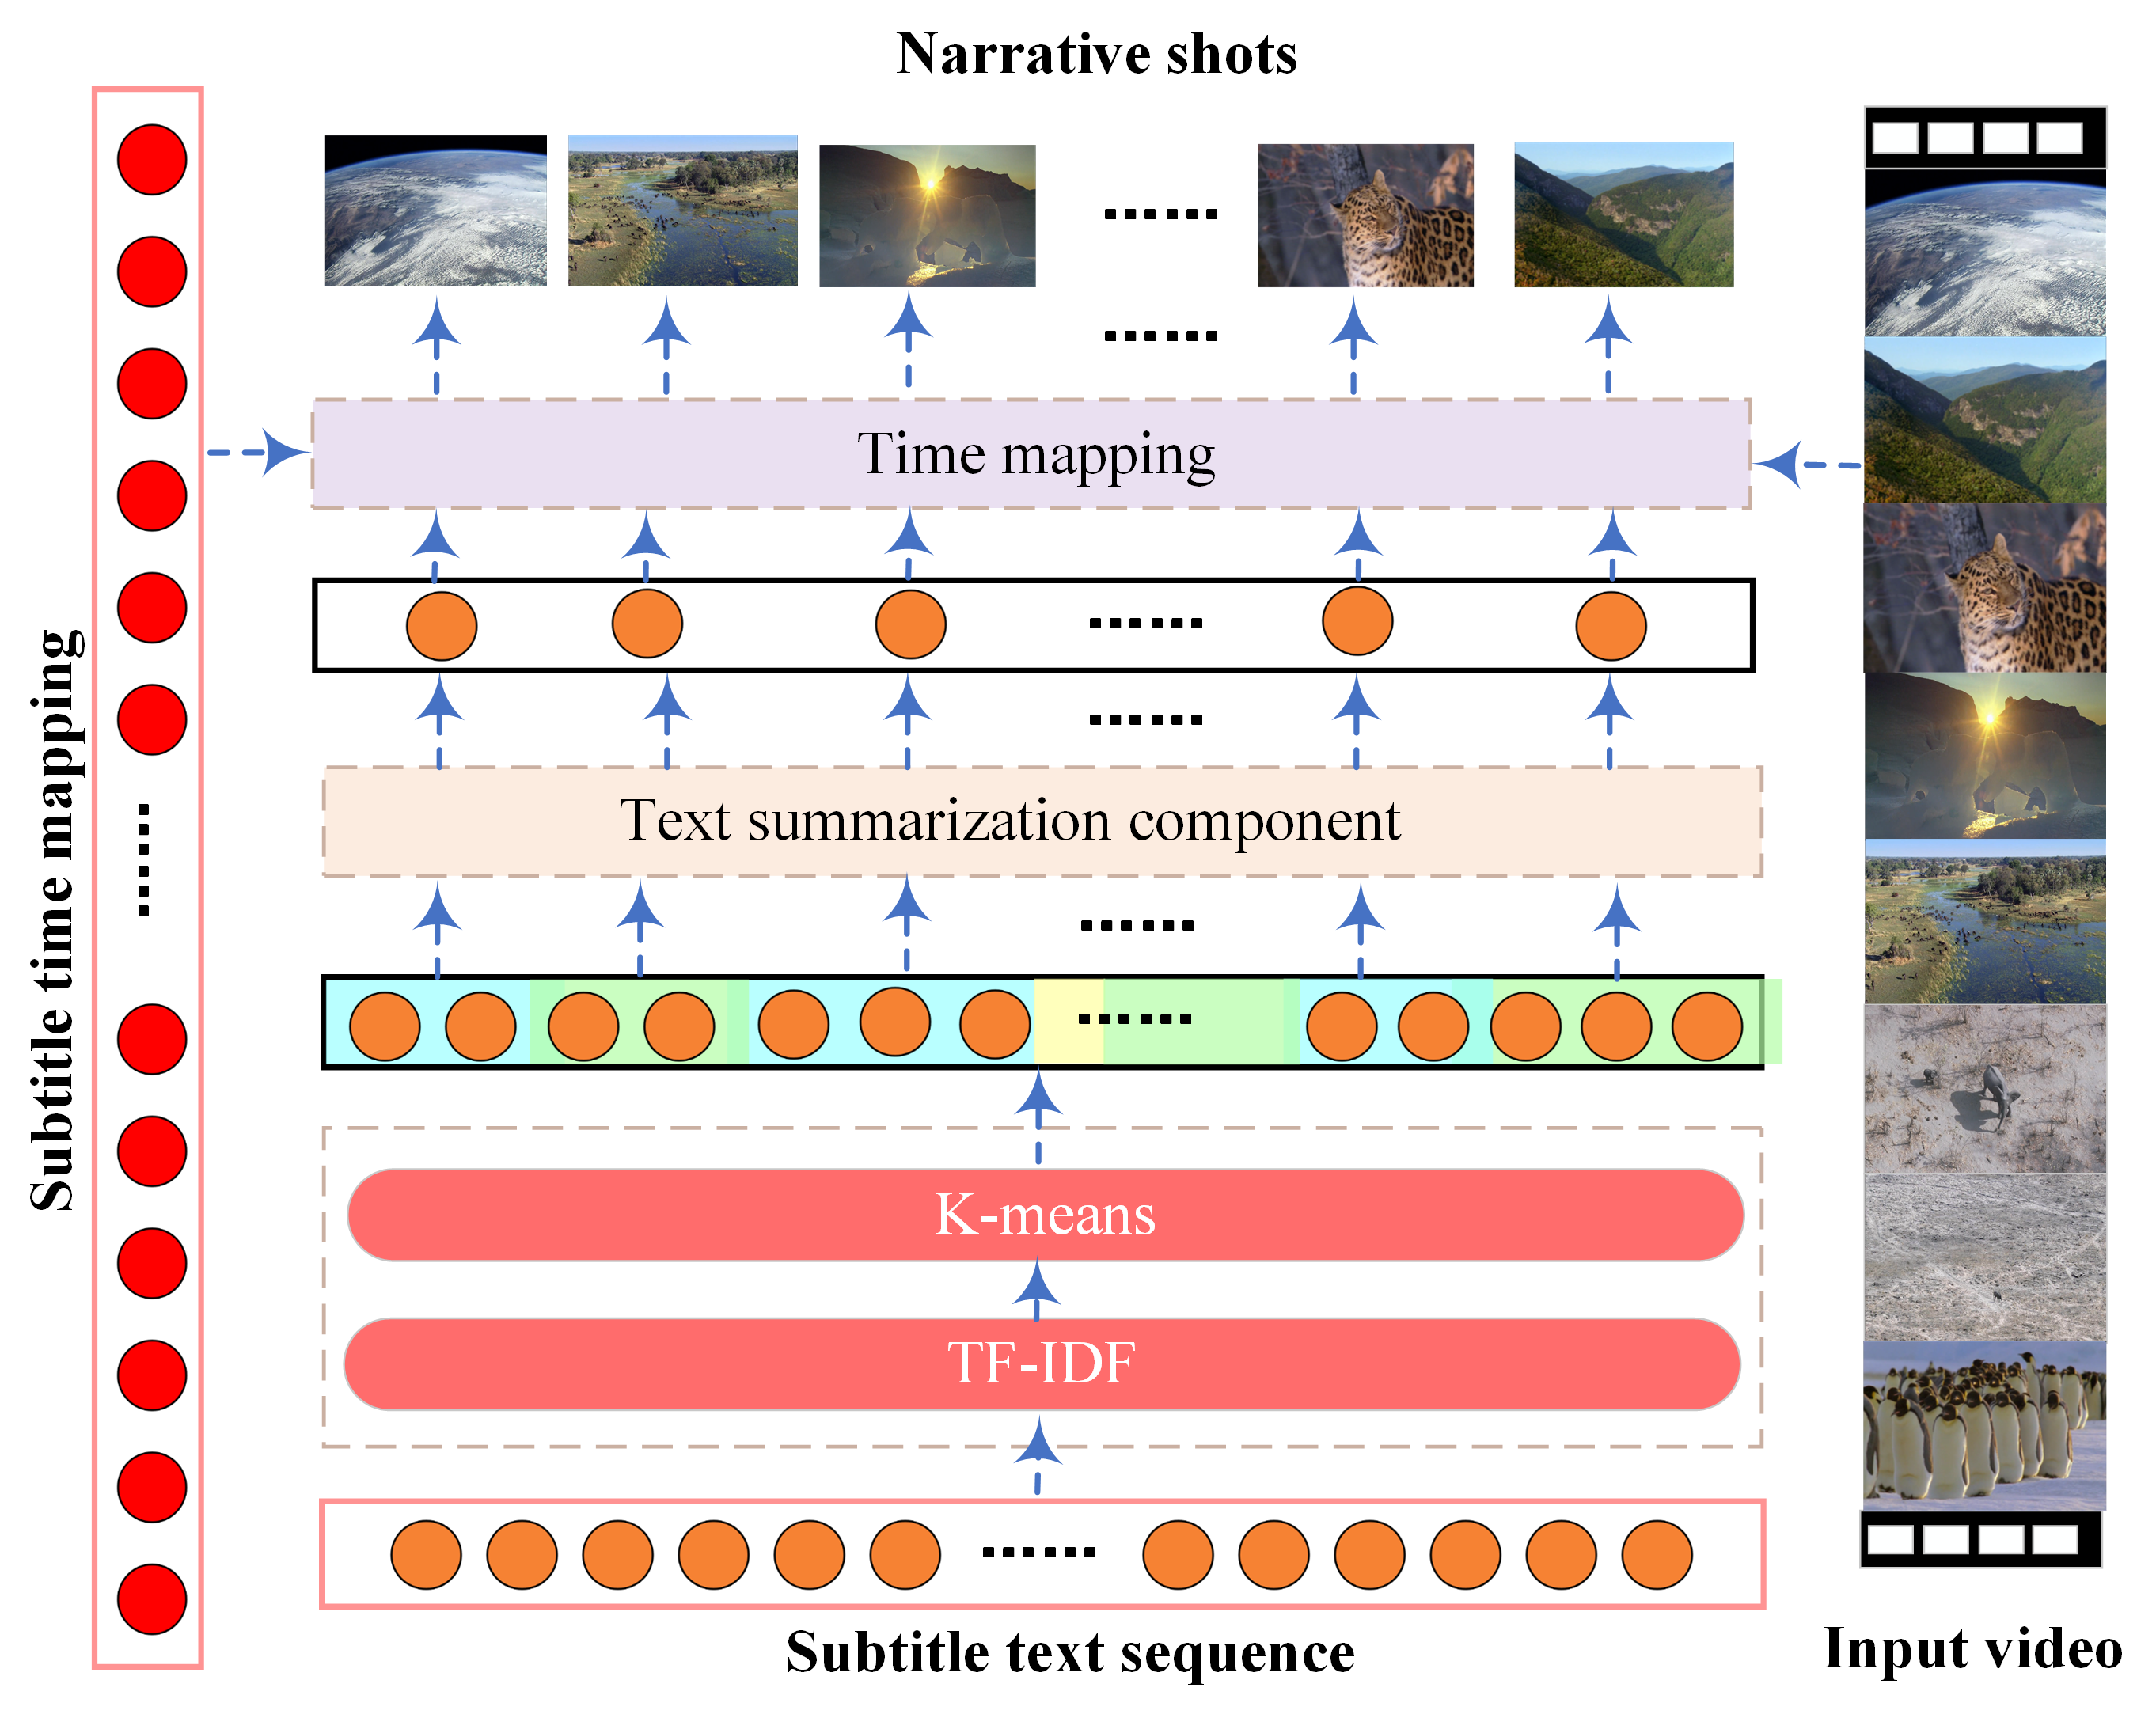 Narrative shots
Time mapping
Subtitle time mapping
Text summarization component
K-means
TF-IDF
Subtitle text sequence
Input video